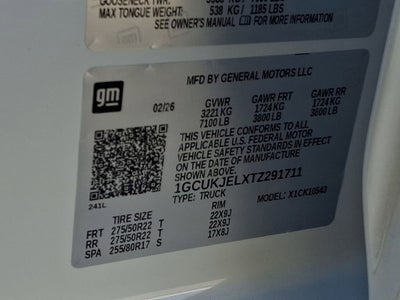 MAX TONGUE WEIGHT: 538 KG / 1185 LBS
SEE OWNER'S MANUAL FOR MORE INFORMATION
gm
MFD BY GENERAL MOTORS LLC
02/26 GVWR GAWR FRT GAWR RR
3221 KG 1724 KG 1724 KG
7100 LB 3800 LB 3800 LB
THIS VEHICLE CONFORMS TO ALL APPLICABLE
U.S. FEDERAL MOTOR
VEHICLE SAFETY STANDARDS IN EFFECT
ON THE DATE OF MANUFACTURE
SHOWN ABOVE.
1GCUKJELXTZ291711
TYPE: TRUCK MODEL: X1CK10543
241L
TIRE SIZE RIM
FRT 275/50R22 T 22X9J
RR 275/50R22 T 22X9J
SPA 255/80R17 S 17X8J